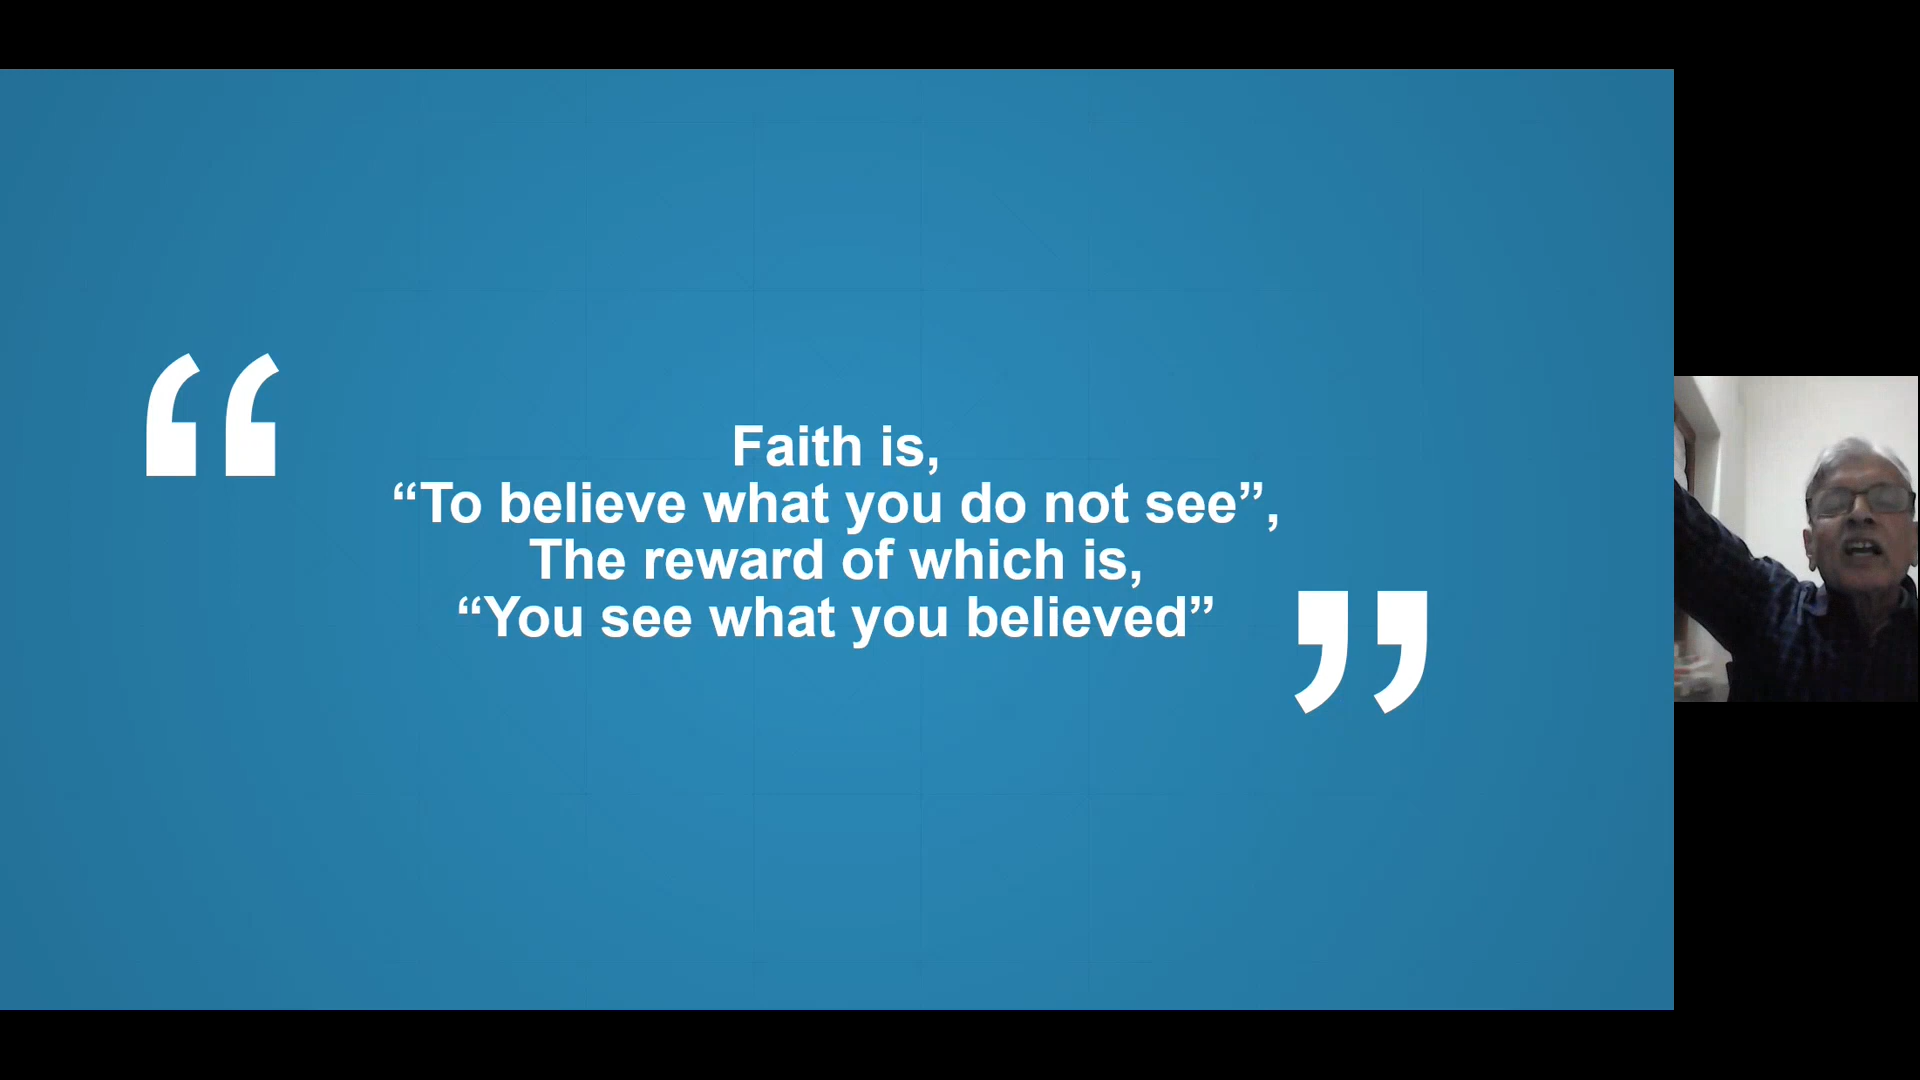 “
Faith is,
“To believe what you do not see”,
The reward of which is,
“You see what you believed”
”